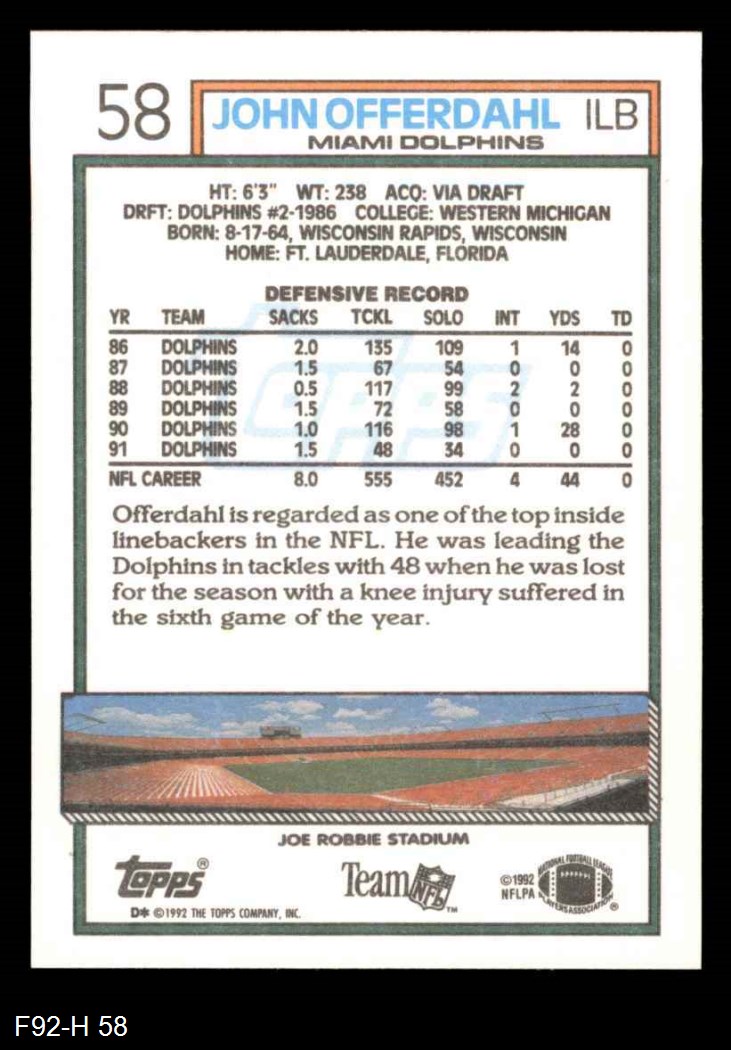 58
JOHN OFFERDAHL ILB
MIAMI DOLPHINS
HT: 6'3" WT: 238 ACQ: VIA DRAFT
DRFT: DOLPHINS #2-1986 COLLEGE: WESTERN MICHIGAN
BORN: 8-17-64, WISCONSIN RAPIDS, WISCONSIN
HOME: FT. LAUDERDALE, FLORIDA
DEFENSIVE RECORD
YR TEAM SACKS TCKL SOLO INT YDS TD
86 DOLPHINS 2.0 135 109 1 14 0
87 DOLPHINS 1.5 67 54 0 0 0
88 DOLPHINS 0.5 117 99 2 2 0
89 DOLPHINS 1.5 72 58 0 0 0
90 DOLPHINS 1.0 116 98 1 28 0
91 DOLPHINS 1.5 48 34 0 0 0
NFL CAREER 8.0 555 452 4 44 0
Topps
Offerdahl is regarded as one of the top inside
linebackers in the NFL. He was leading the
Dolphins in tackles with 48 when he was lost
for the season with a knee injury suffered in
the sixth game of the year.
JOE ROBBIE STADIUM
Topps®
D* ©1992 THE TOPPS COMPANY, INC.
Team NFL™
©1992
NFLPA
NATIONAL FOOTBALL LEAGUE
PLAYERS ASSOCIATION ®
F92-H 58